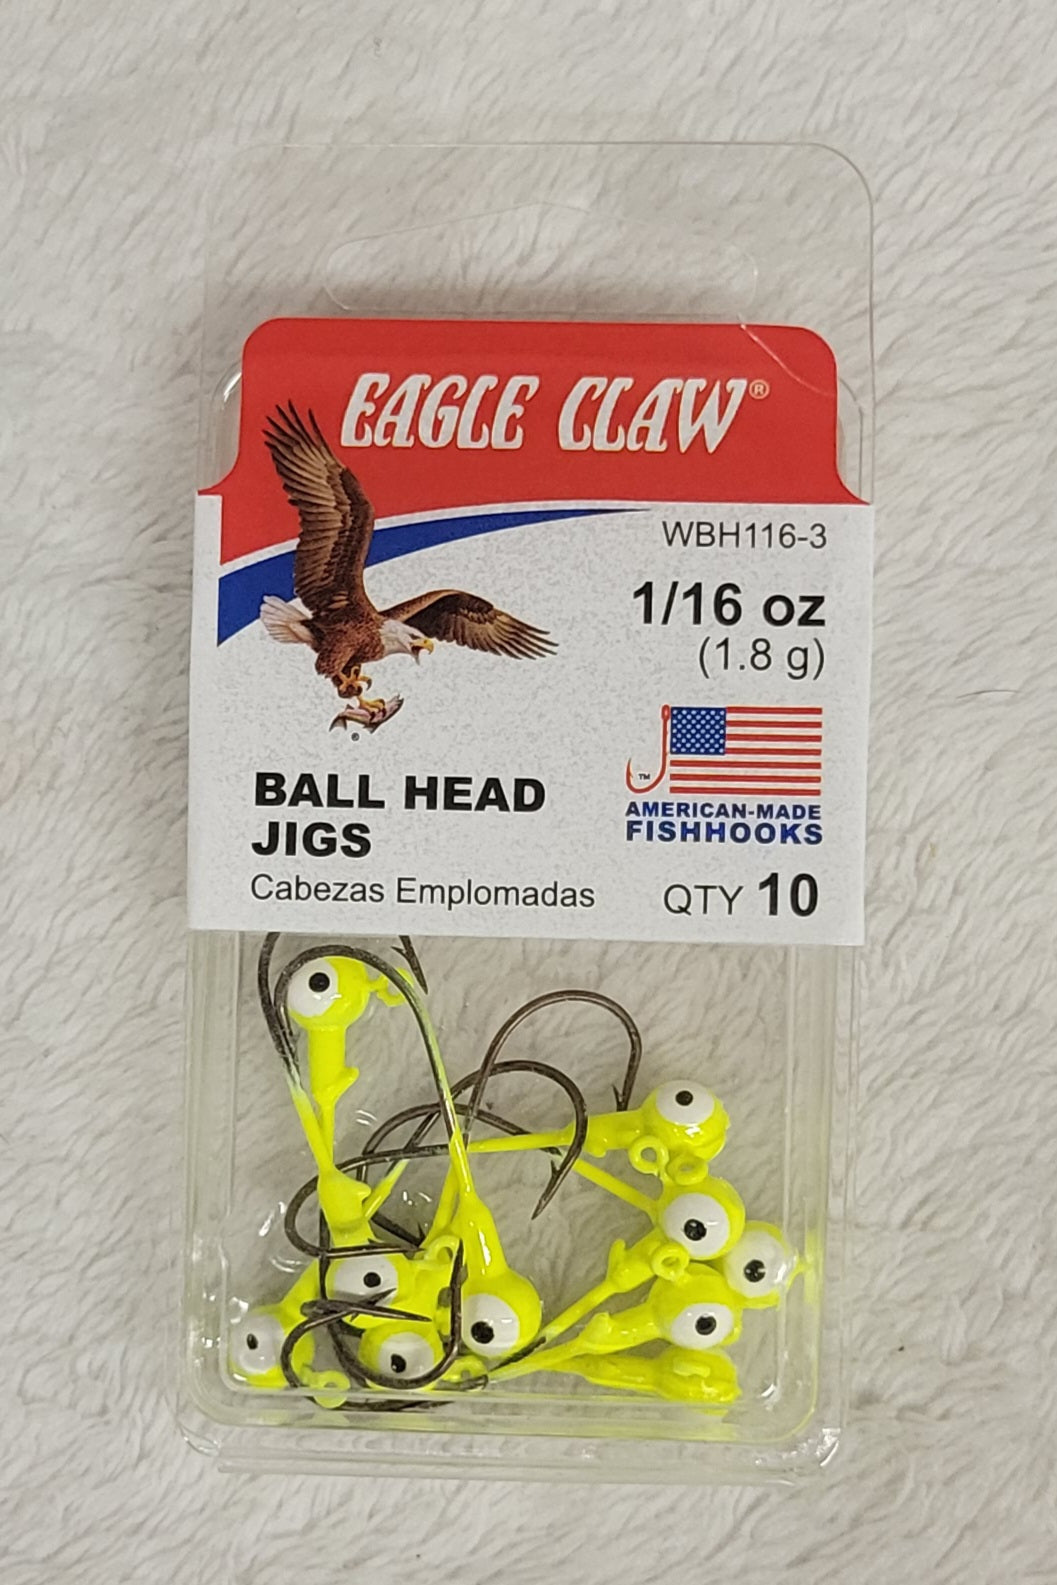 EAGLE CLAW®
WBH116-3
1/16 oz
(1.8 g)
®
™
AMERICAN-MADE
FISHHOOKS
BALL HEAD
JIGS
Cabezas Emplomadas
QTY 10